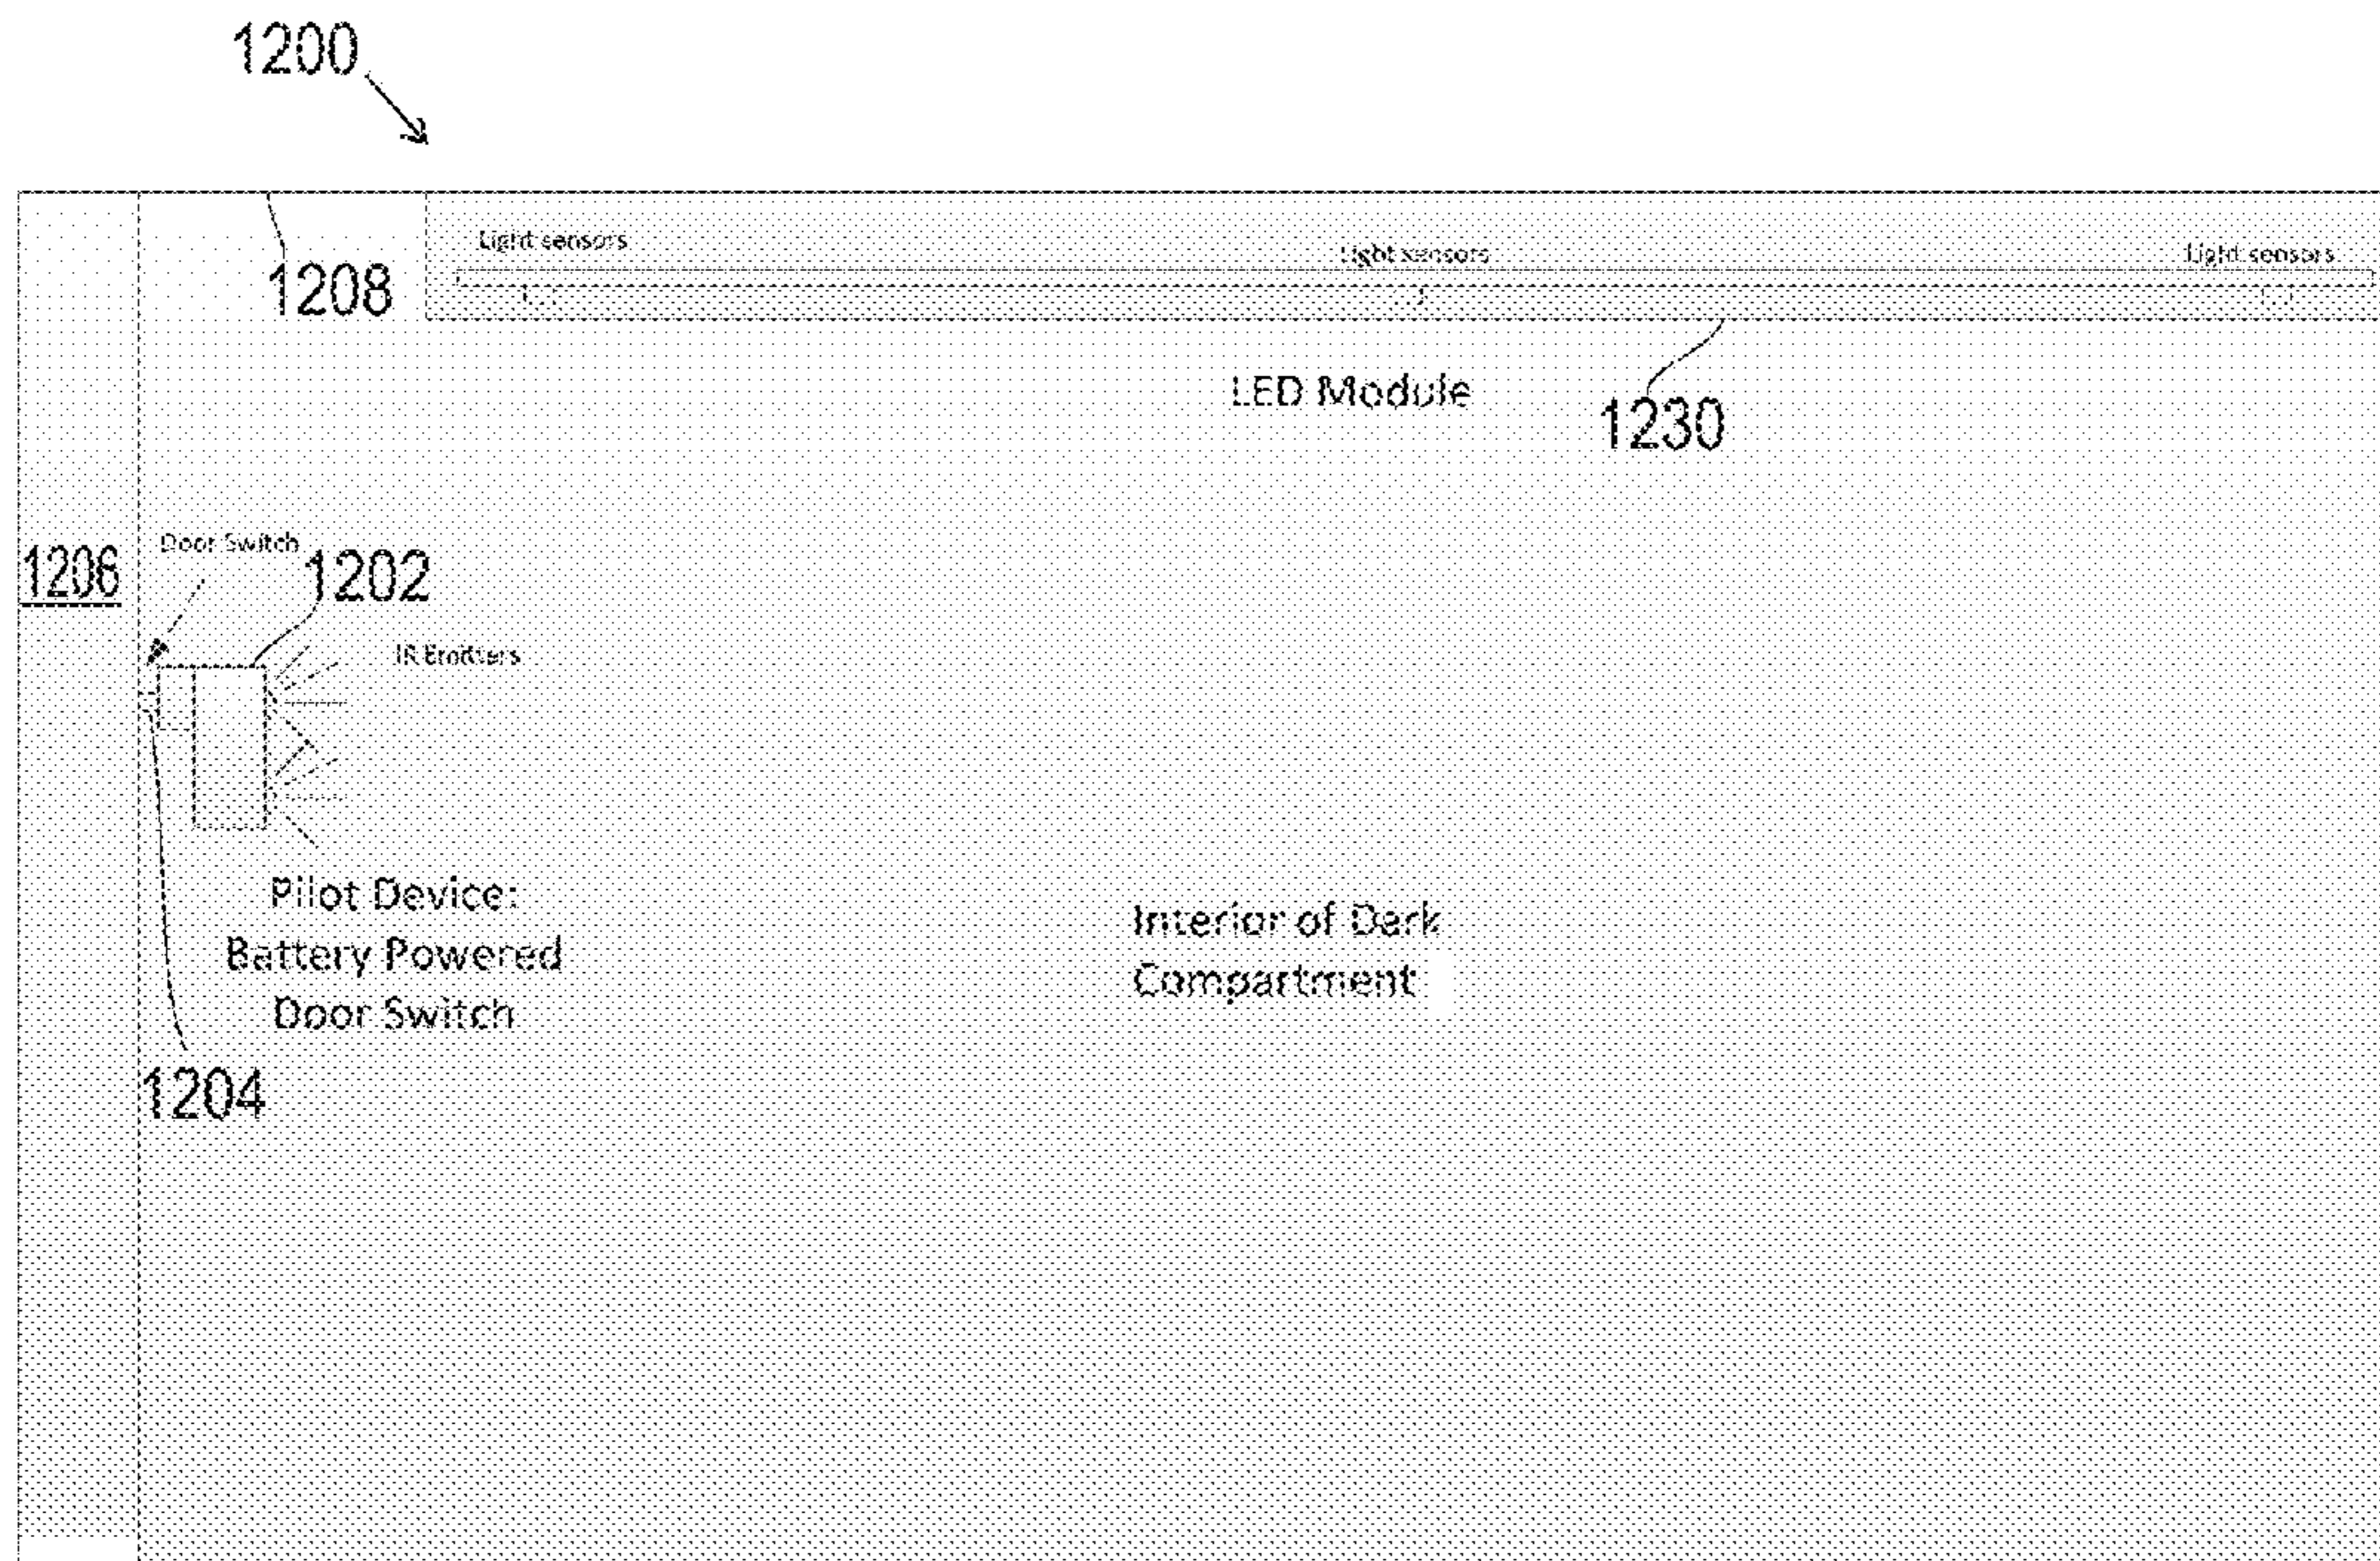 1200
1208
Light sensors
Light sensors
Light sensors
LED Module
1230
1206
Door Switch
1202
IR Emitters
Pilot Device:
Battery Powered
Door Switch
Interior of Dark
Compartment
1204